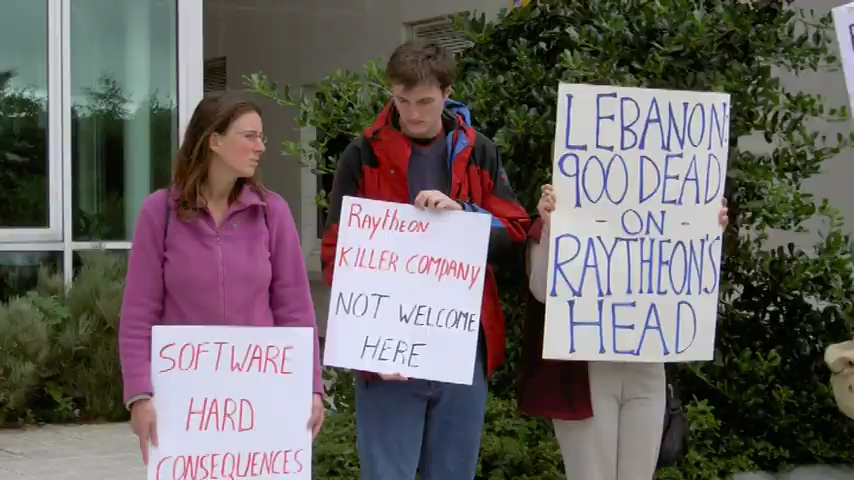 SOFTWARE
HARD
CONSEQUENCES
Raytheon
KILLER COMPANY
NOT WELCOME
HERE
LEBANON:
900 DEAD
- ON -
RAYTHEON'S
HEAD